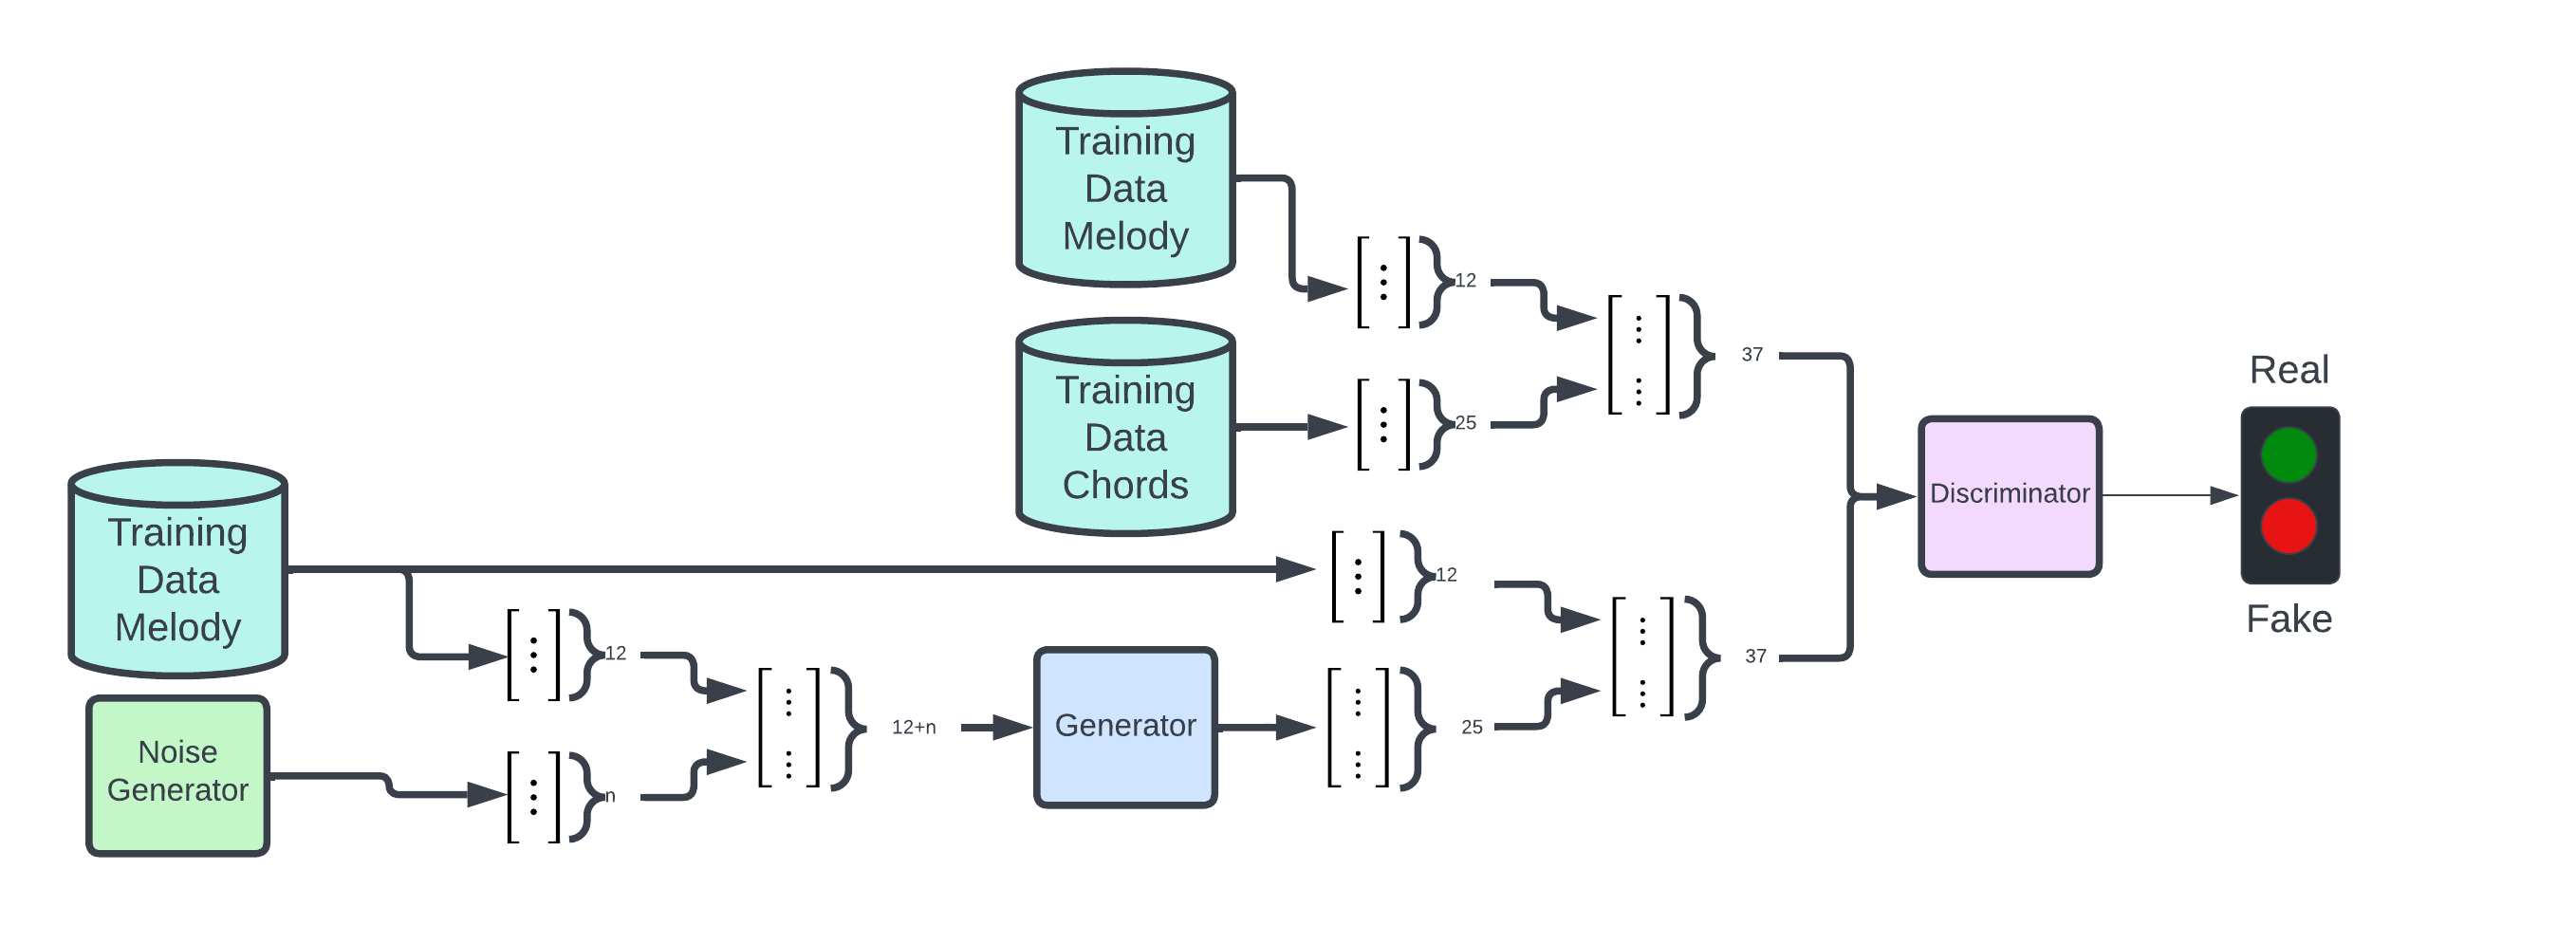 Training
Data
Melody
12
37
Training
Data
Chords
25
Real
Discriminator
Fake
Training
Data
Melody
12
12
37
Noise
Generator
n
12+n
Generator
25